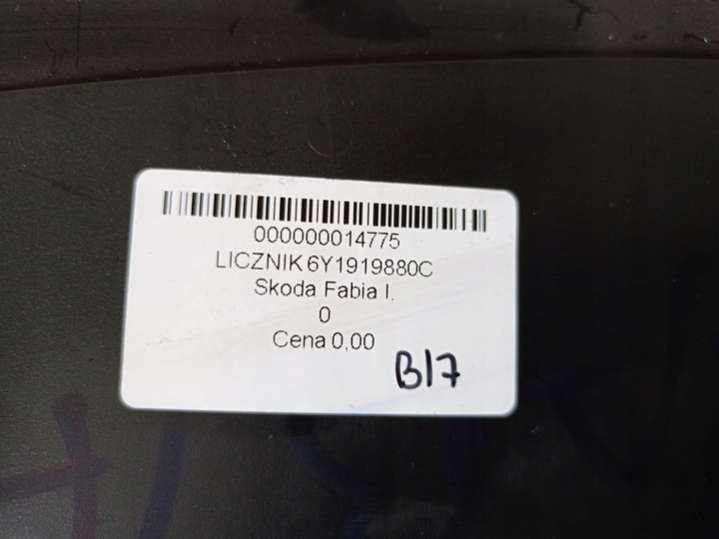 000000014775
LICZNIK 6Y1919880C
Skoda Fabia I.
0
Cena 0,00
B17